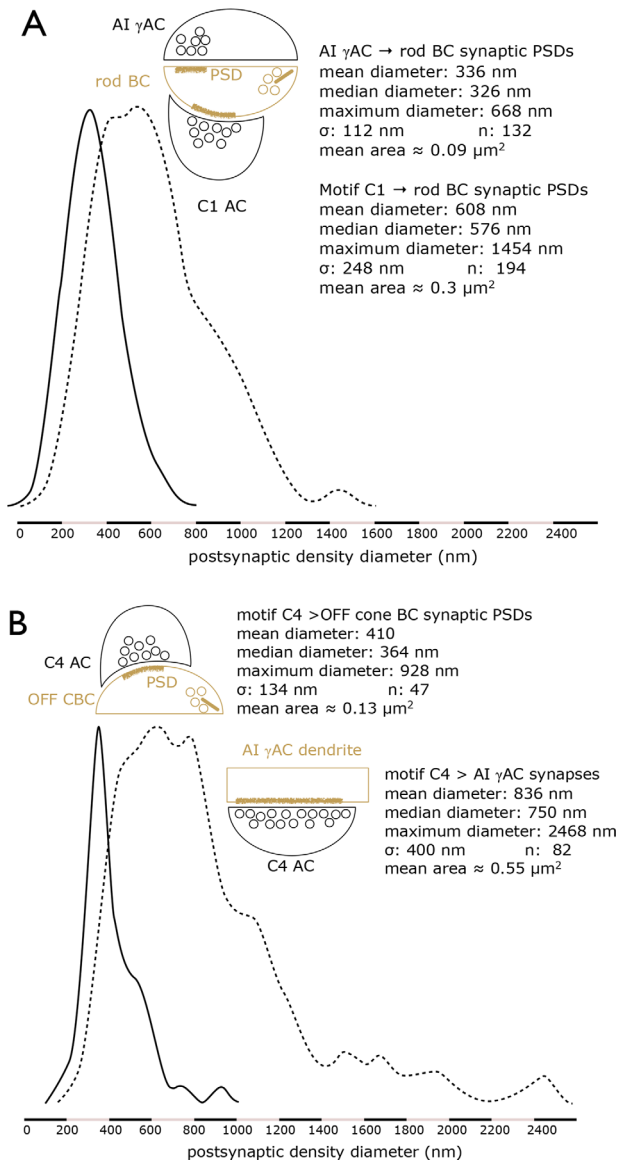 A
AI γAC
rod BC
PSD
C1 AC
AI γAC → rod BC synaptic PSDs
mean diameter: 336 nm
median diameter: 326 nm
maximum diameter: 668 nm
σ: 112 nm n: 132
mean area ≈ 0.09 µm²
Motif C1 → rod BC synaptic PSDs
mean diameter: 608 nm
median diameter: 576 nm
maximum diameter: 1454 nm
σ: 248 nm n: 194
mean area ≈ 0.3 µm²
0 200 400 600 800 1000 1200 1400 1600 1800 2000 2200 2400
postsynaptic density diameter (nm)
B
C4 AC
PSD
OFF CBC
motif C4 >OFF cone BC synaptic PSDs
mean diameter: 410
median diameter: 364 nm
maximum diameter: 928 nm
σ: 134 nm n: 47
mean area ≈ 0.13 µm²
AI γAC dendrite
C4 AC
motif C4 > AI γAC synapses
mean diameter: 836 nm
median diameter: 750 nm
maximum diameter: 2468 nm
σ: 400 nm n: 82
mean area ≈ 0.55 µm²
0 200 400 600 800 1000 1200 1400 1600 1800 2000 2200 2400
postsynaptic density diameter (nm)